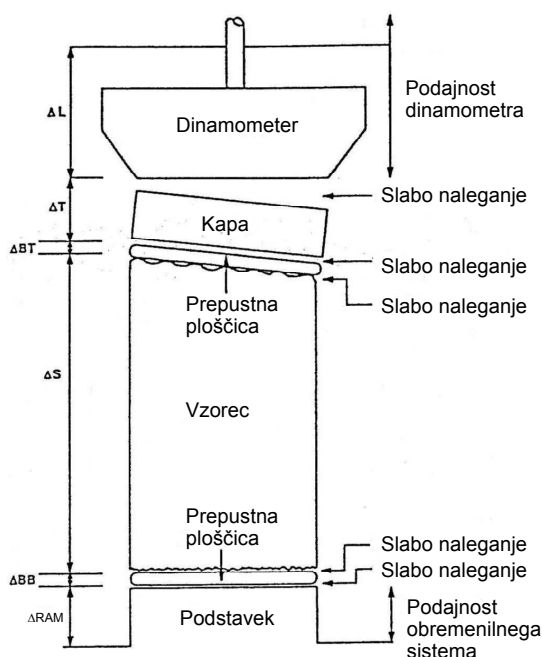 Podajnost
dinamometra
ΔL
Dinamometer
ΔT
Slabo naleganje
Kapa
ΔBT
Slabo naleganje
Slabo naleganje
Prepustna
ploščica
ΔS
Vzorec
Prepustna
ploščica
Slabo naleganje
ΔBB
Slabo naleganje
ΔRAM
Podstavek
Podajnost
obremenilnega
sistema